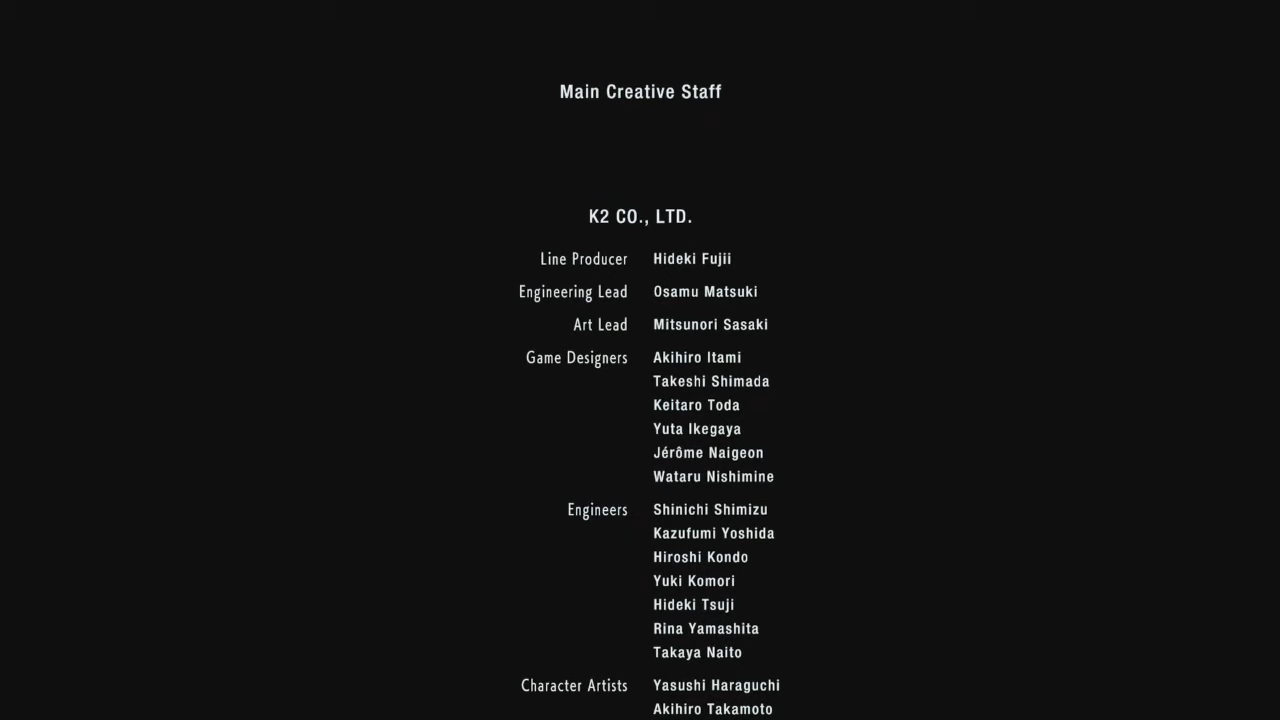 Main Creative Staff
K2 CO., LTD.
Line Producer Hideki Fujii
Engineering Lead Osamu Matsuki
Art Lead Mitsunori Sasaki
Game Designers Akihiro Itami
Takeshi Shimada
Keitaro Toda
Yuta Ikegaya
Jérôme Naigeon
Wataru Nishimine
Engineers Shinichi Shimizu
Kazufumi Yoshida
Hiroshi Kondo
Yuki Komori
Hideki Tsuji
Rina Yamashita
Takaya Naito
Character Artists Yasushi Haraguchi
Akihiro Takamoto